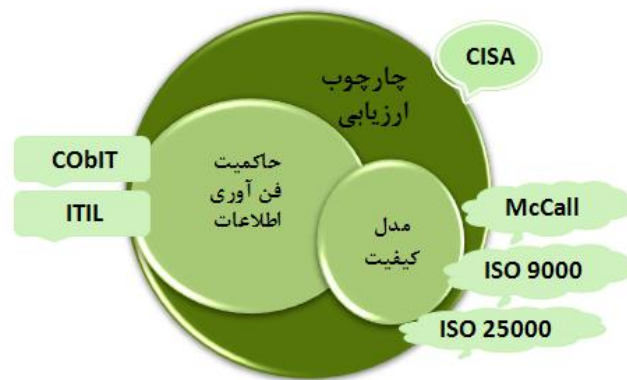 CISA
چارچوب
ارزیابی
CObIT
ITIL
حاکمیت
فن آوری
اطلاعات
مدل
کیفیت
McCall
ISO 9000
ISO 25000